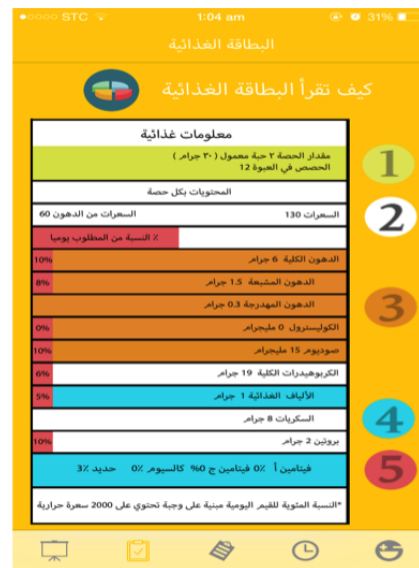 STC 1:04 am 31%
البطاقة الغذائية
كيف تقرأ البطاقة الغذائية
معلومات غذائية
مقدار الحصة ٢ حبة معمول ( ٣٠ جرام )
الحصص في العبوة 12
1
المحتويات بكل حصة
السعرات 130 السعرات من الدهون 60
2
٪ النسبة من المطلوب يوميا
الدهون الكلية 6 جرام 10%
الدهون المشبعة 1.5 جرام 8%
الدهون المهدرجة 0.3 جرام
3
الكوليسترول 0 مليجرام 0%
صوديوم 15 مليجرام 10%
الكربوهيدرات الكلية 19 جرام 6%
الألياف الغذائية 1 جرام 5%
4
السكريات 8 جرام
بروتين 2 جرام 10%
فيتامين أ 0٪ فيتامين ج 0% كالسيوم 0٪ حديد 3٪
5
*النسبة المئوية للقيم اليومية مبنية على وجبة تحتوي على 2000 سعرة حرارية